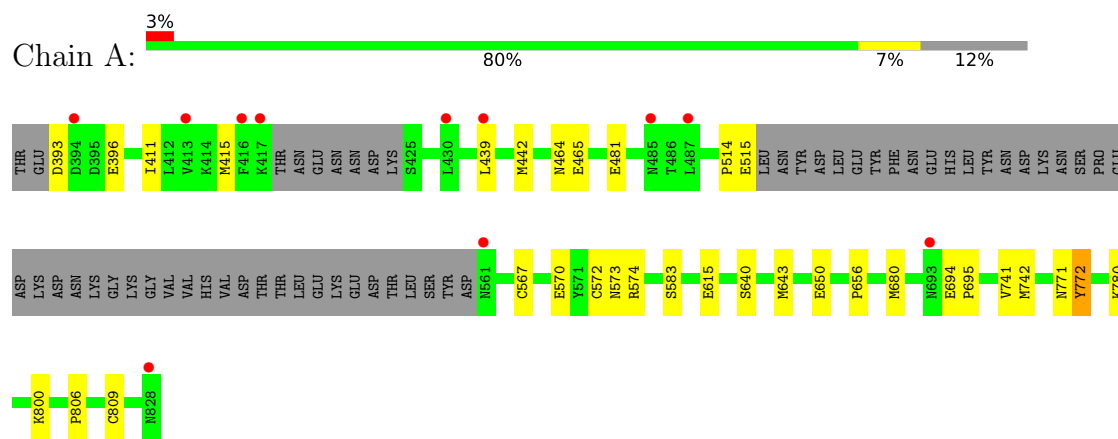 3%
Chain A:
80% 7% 12%
THR GLU D393 D394 D395 E396 I411 L412 V413 K414 M415 F416 K417 THR ASN GLU ASN ASN ASP LYS S425 L430 L439 M442 N464 E465 E481 N485 T486 L487 P514 E515 LEU ASN TYR ASP LEU GLU TYR PHE ASN GLU HIS LEU TYR ASN ASP LYS ASN SER PRO GLU
ASP LYS ASP ASN LYS GLY LYS GLY VAL VAL HIS VAL ASP THR THR LEU GLU LYS GLU ASP THR LEU SER TYR ASP N561 C567 E570 Y571 C572 N573 R574 S583 E615 S640 M643 E650 P656 M680 N693 E694 P695 V741 M742 N771 Y772 K790
K800 P806 C809 N828